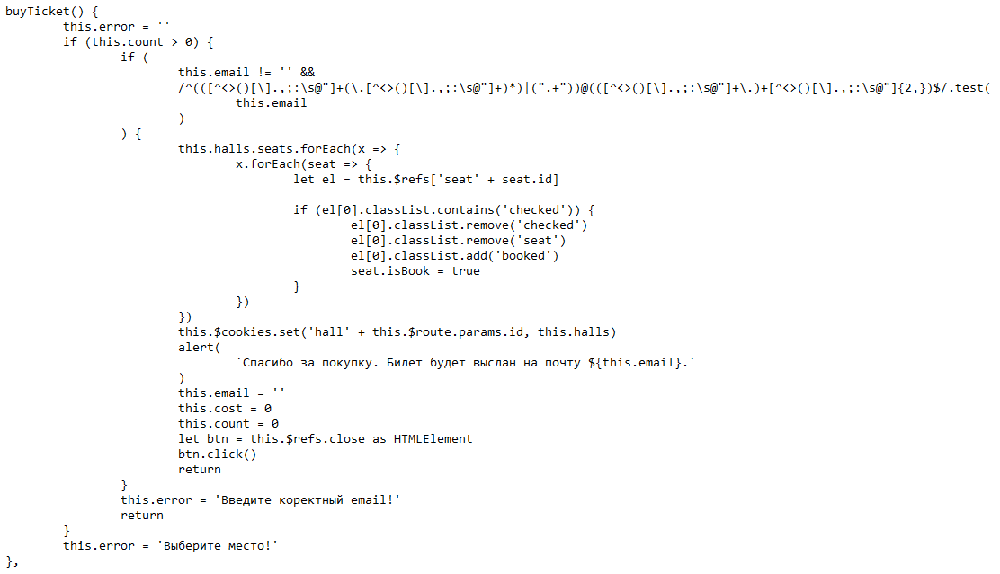 buyTicket() {
this.error = ''
if (this.count > 0) {
if (
this.email != '' &&
/^(([^<>()[\].,;:\s@"]+(\.[^<>()[\].,;:\s@"]+)*)|(".+"))@(([^<>()[\].,;:\s@"]+\.)+[^<>()[\].,;:\s@"]{2,})$/.test(
this.email
)
) {
this.halls.seats.forEach(x => {
x.forEach(seat => {
let el = this.$refs['seat' + seat.id]
if (el[0].classList.contains('checked')) {
el[0].classList.remove('checked')
el[0].classList.remove('seat')
el[0].classList.add('booked')
seat.isBook = true
}
})
})
this.$cookies.set('hall' + this.$route.params.id, this.halls)
alert(
`Спасибо за покупку. Билет будет выслан на почту ${this.email}.`
)
this.email = ''
this.cost = 0
this.count = 0
let btn = this.$refs.close as HTMLElement
btn.click()
return
}
this.error = 'Введите коректный email!'
return
}
this.error = 'Выберите место!'
},